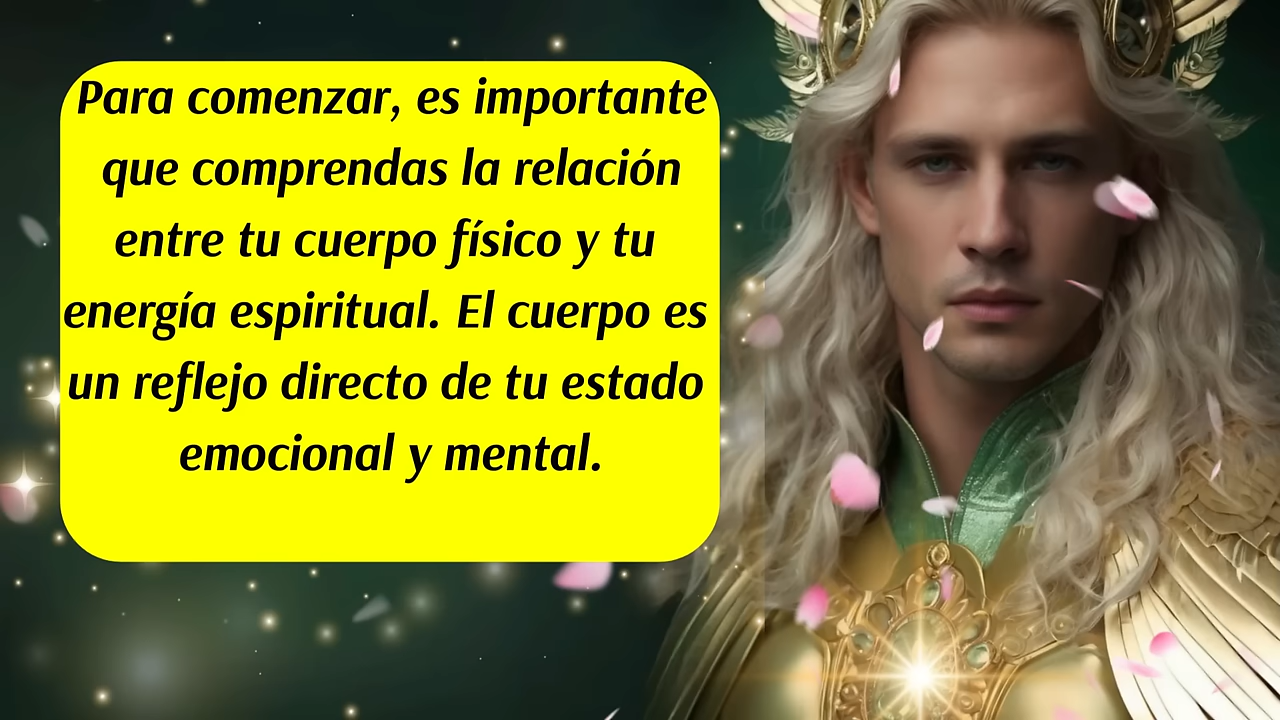 Para comenzar, es importante
que comprendas la relación
entre tu cuerpo físico y tu
energía espiritual. El cuerpo es
un reflejo directo de tu estado
emocional y mental.